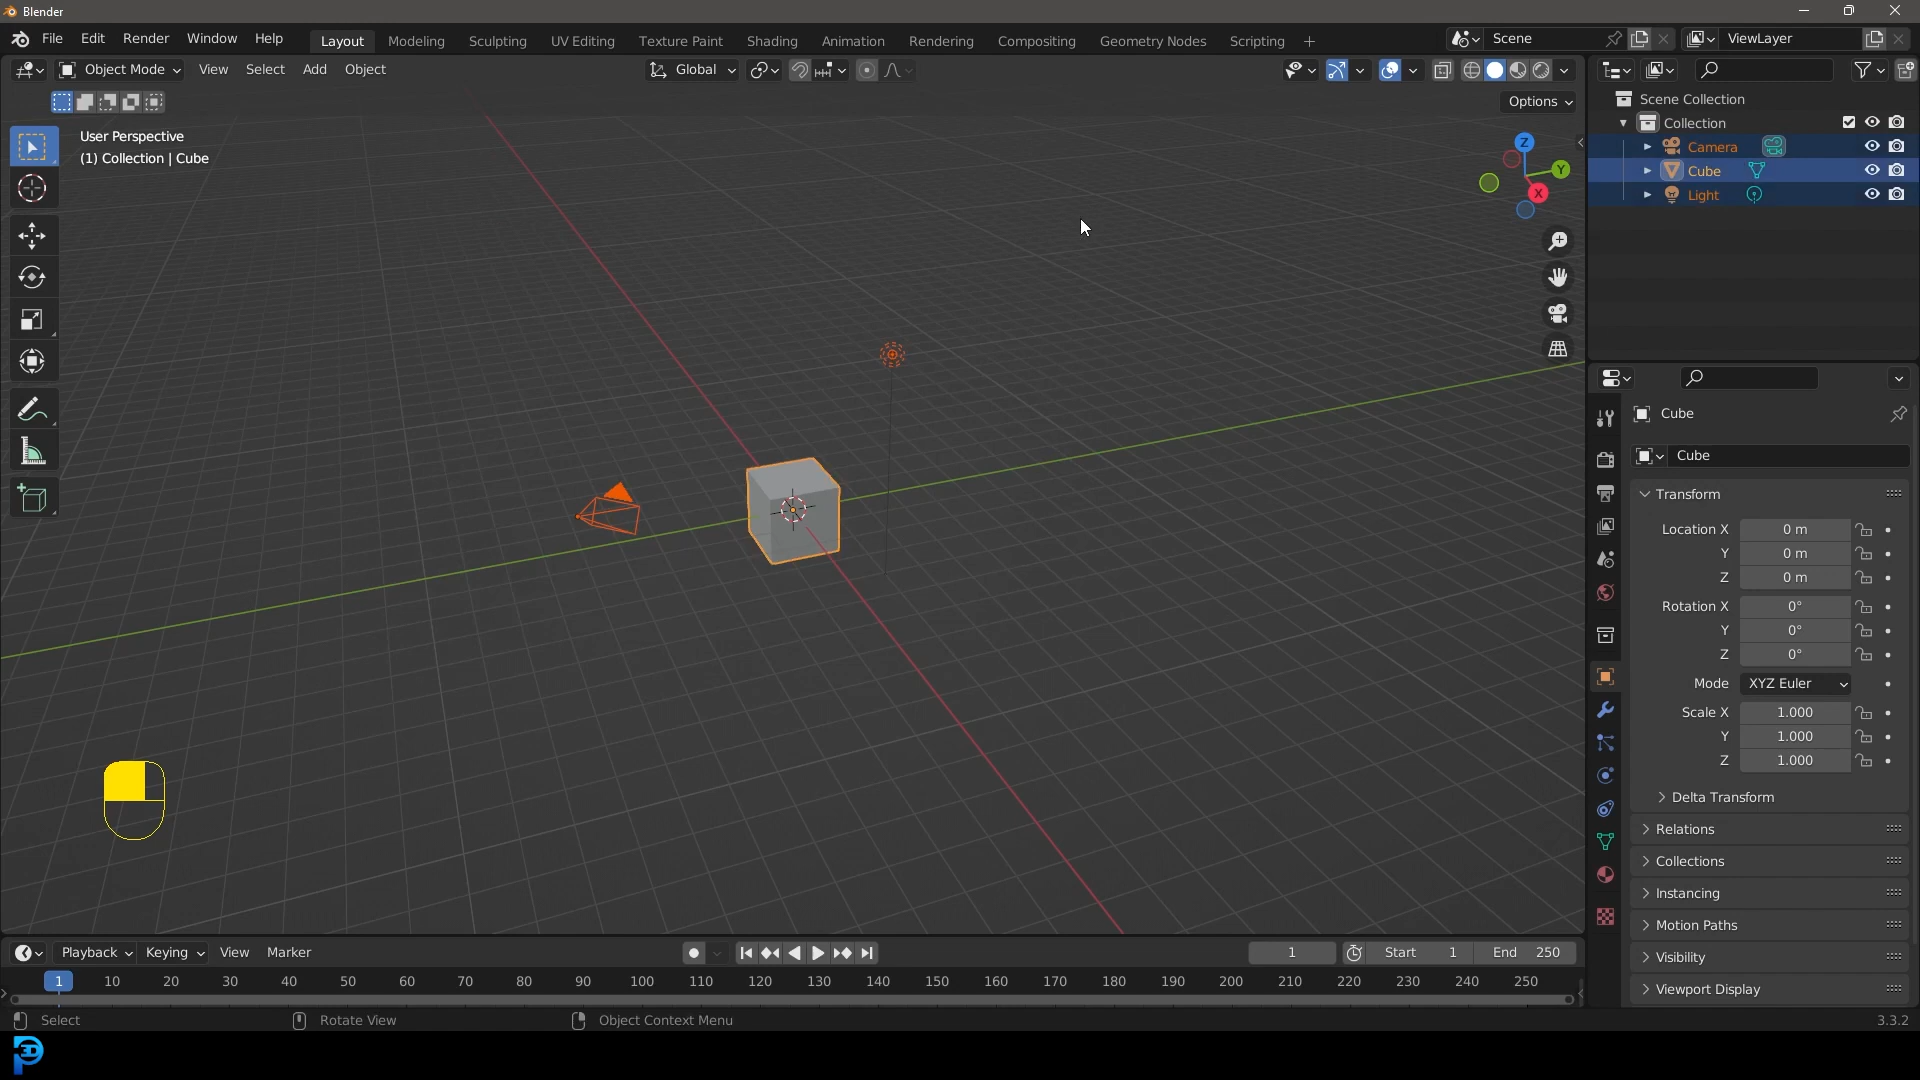 Blender
File Edit Render Window Help Layout Modeling Sculpting UV Editing Texture Paint Shading Animation Rendering Compositing Geometry Nodes Scripting + Scene ViewLayer
Object Mode View Select Add Object Global
Options
User Perspective
(1) Collection | Cube
Z
Y
X
Scene Collection
Collection
Camera
Cube
Light
Cube
Cube
Transform
Location X 0 m
Y 0 m
Z 0 m
Rotation X 0°
Y 0°
Z 0°
Mode XYZ Euler
Scale X 1.000
Y 1.000
Z 1.000
Delta Transform
Relations
Collections
Instancing
Motion Paths
Visibility
Viewport Display
Playback Keying View Marker 1 Start 1 End 250
1 10 20 30 40 50 60 70 80 90 100 110 120 130 140 150 160 170 180 190 200 210 220 230 240 250
Select Rotate View Object Context Menu 3.3.2
3D